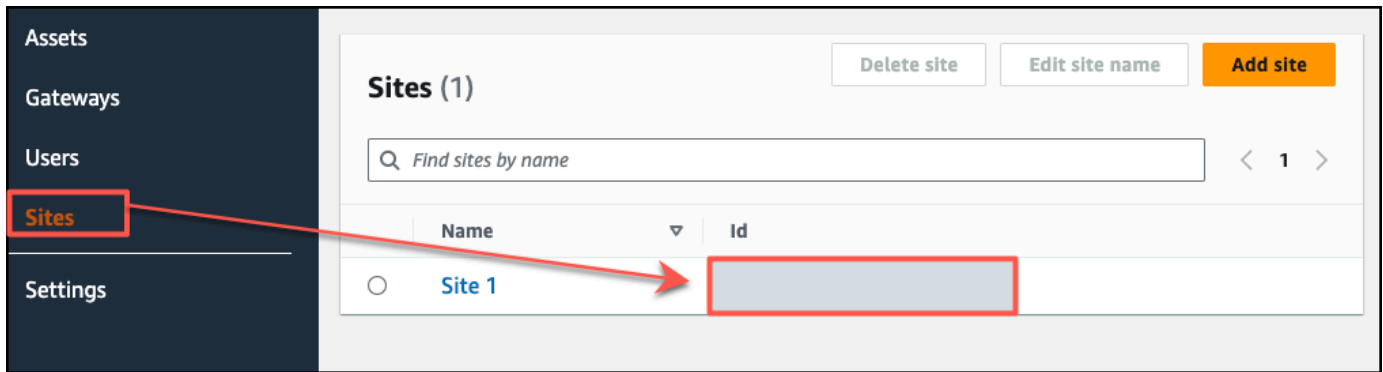 Assets
Gateways
Users
Sites
Settings
Sites (1)
Delete site
Edit site name
Add site
Find sites by name
1
Name
Id
Site 1